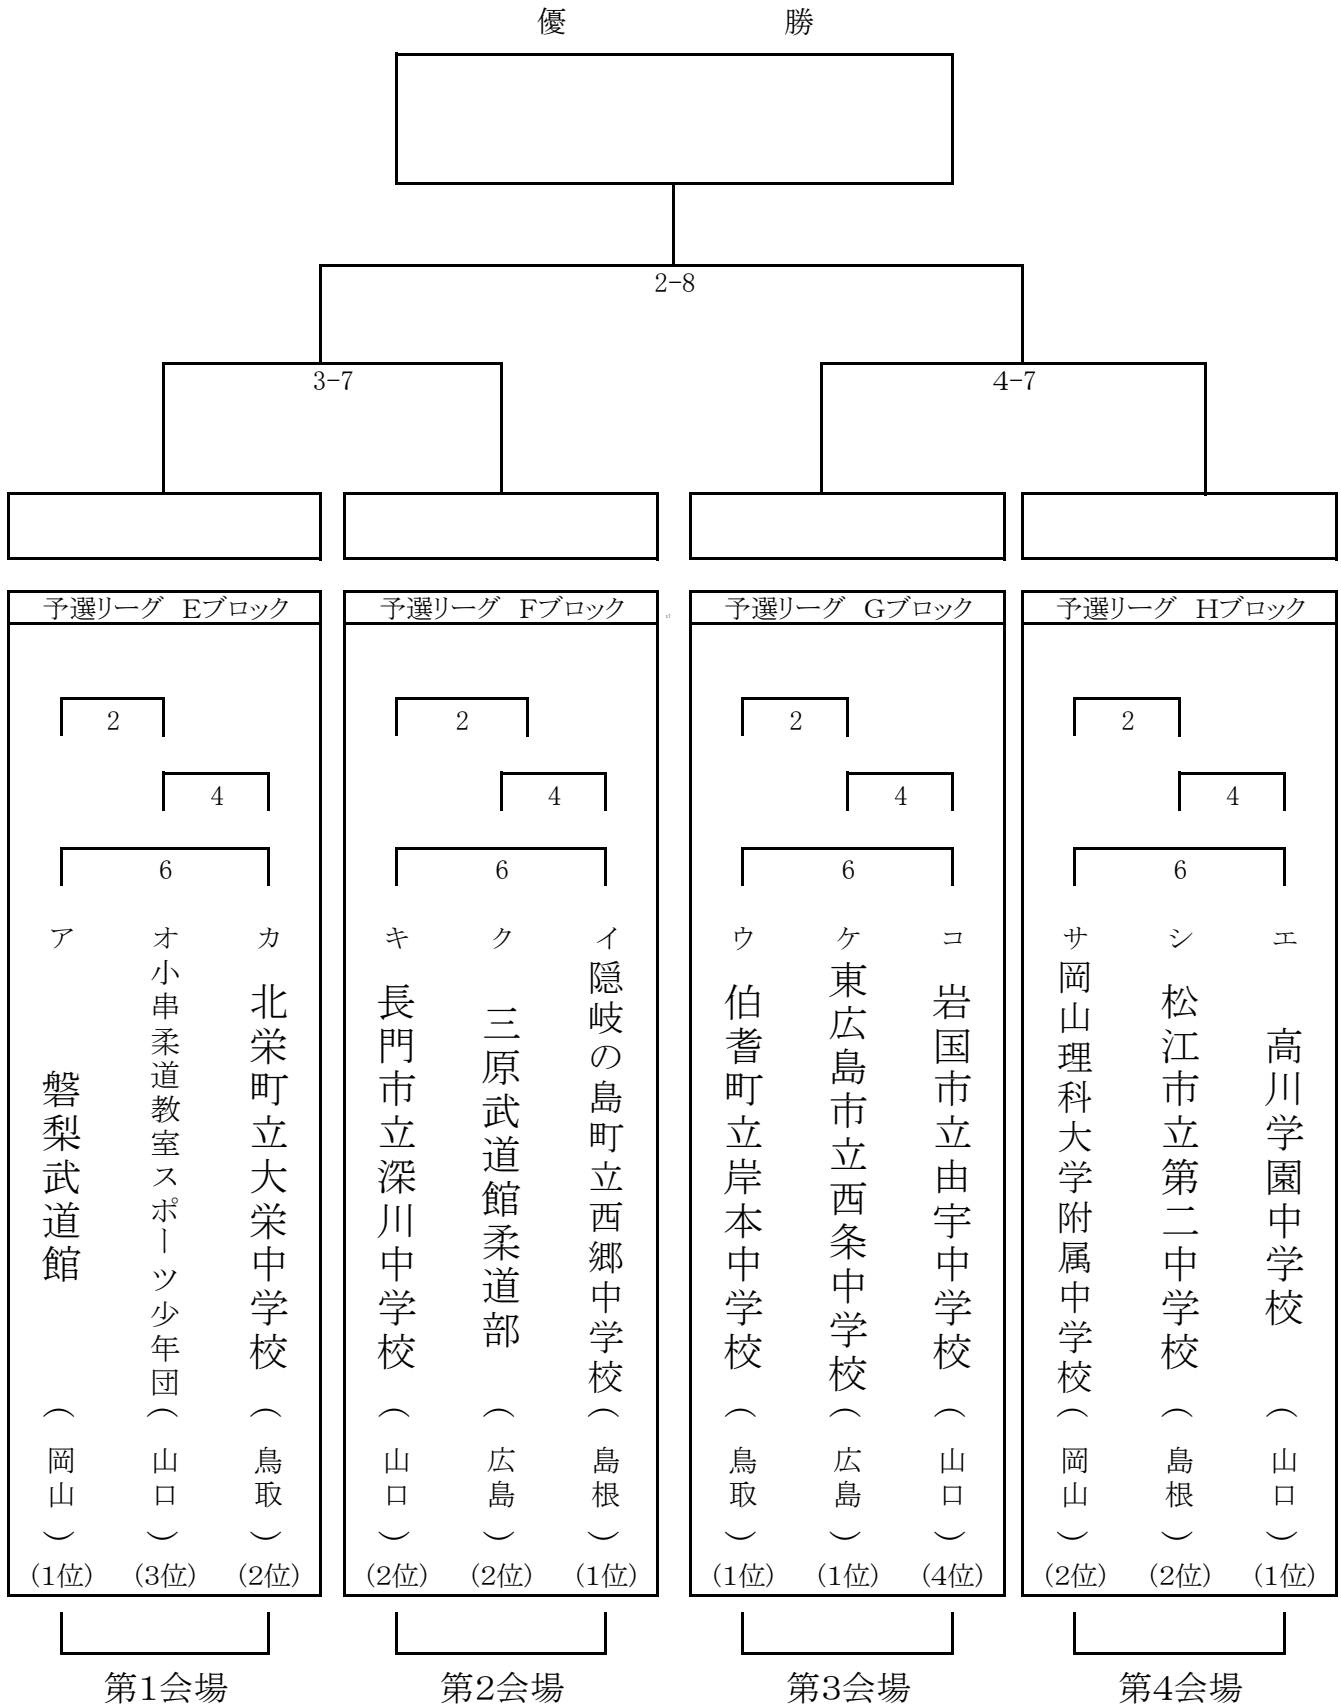 優　勝
2-8
3-7
4-7
予選リーグ　Eブロック
2
4
6
ア
磐梨武道館
（岡山）
(1位)
オ
小串柔道教室スポーツ少年団
（山口）
(3位)
カ
北栄町立大栄中学校
（鳥取）
(2位)
第1会場
予選リーグ　Fブロック
2
4
6
キ
長門市立深川中学校
（山口）
(2位)
ク
三原武道館柔道部
（広島）
(2位)
イ
隠岐の島町立西郷中学校
（島根）
(1位)
第2会場
予選リーグ　Gブロック
2
4
6
ウ
伯耆町立岸本中学校
（鳥取）
(1位)
ケ
東広島市立西条中学校
（広島）
(1位)
コ
岩国市立由宇中学校
（山口）
(4位)
第3会場
予選リーグ　Hブロック
2
4
6
サ
岡山理科大学附属中学校
（岡山）
(2位)
シ
松江市立第二中学校
（島根）
(2位)
エ
高川学園中学校
（山口）
(1位)
第4会場